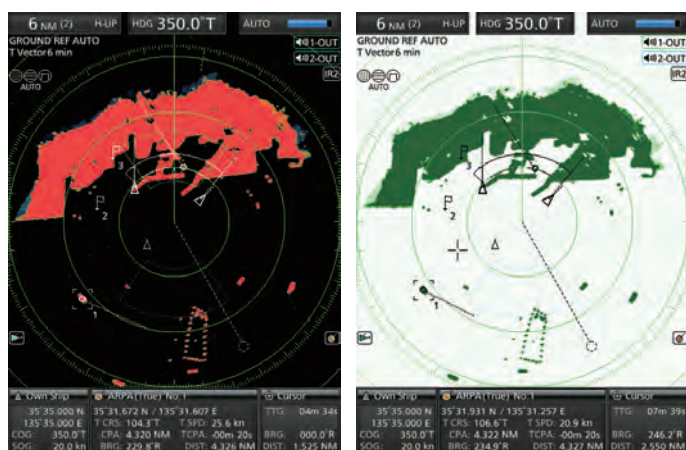 6 NM (2) H-UP HDG 350.0°T AUTO
GROUND REF AUTO
T Vector 6 min
1-OUT
2-OUT
IR2
AUTO
3
2
1
Own Ship
35°35.000 N
135°35.000 E
COG: 350.0°T
SOG: 20.0 kn
ARPA(True) No.1
35°31.672 N / 135°31.607 E
T CRS: 104.3°T T SPD: 25.6 kn
CPA: 4.320 NM TCPA: -00m 20s
BRG: 229.8°R DIST: 4.326 NM
Cursor
TTG: 04m 34s
BRG: 000.0°R
DIST: 1.525 NM
6 NM (2) H-UP HDG 350.0°T AUTO
GROUND REF AUTO
T Vector 6 min
1-OUT
2-OUT
IR2
AUTO
3
2
1
Own Ship
35°35.000 N
135°35.000 E
COG: 350.0°T
SOG: 20.0 kn
ARPA(True) No.1
35°31.931 N / 135°31.257 E
T CRS: 106.6°T T SPD: 20.9 kn
CPA: 4.322 NM TCPA: -00m 20s
BRG: 234.9°R DIST: 4.327 NM
Cursor
TTG: 07m 39s
BRG: 246.2°R
DIST: 2.550 NM